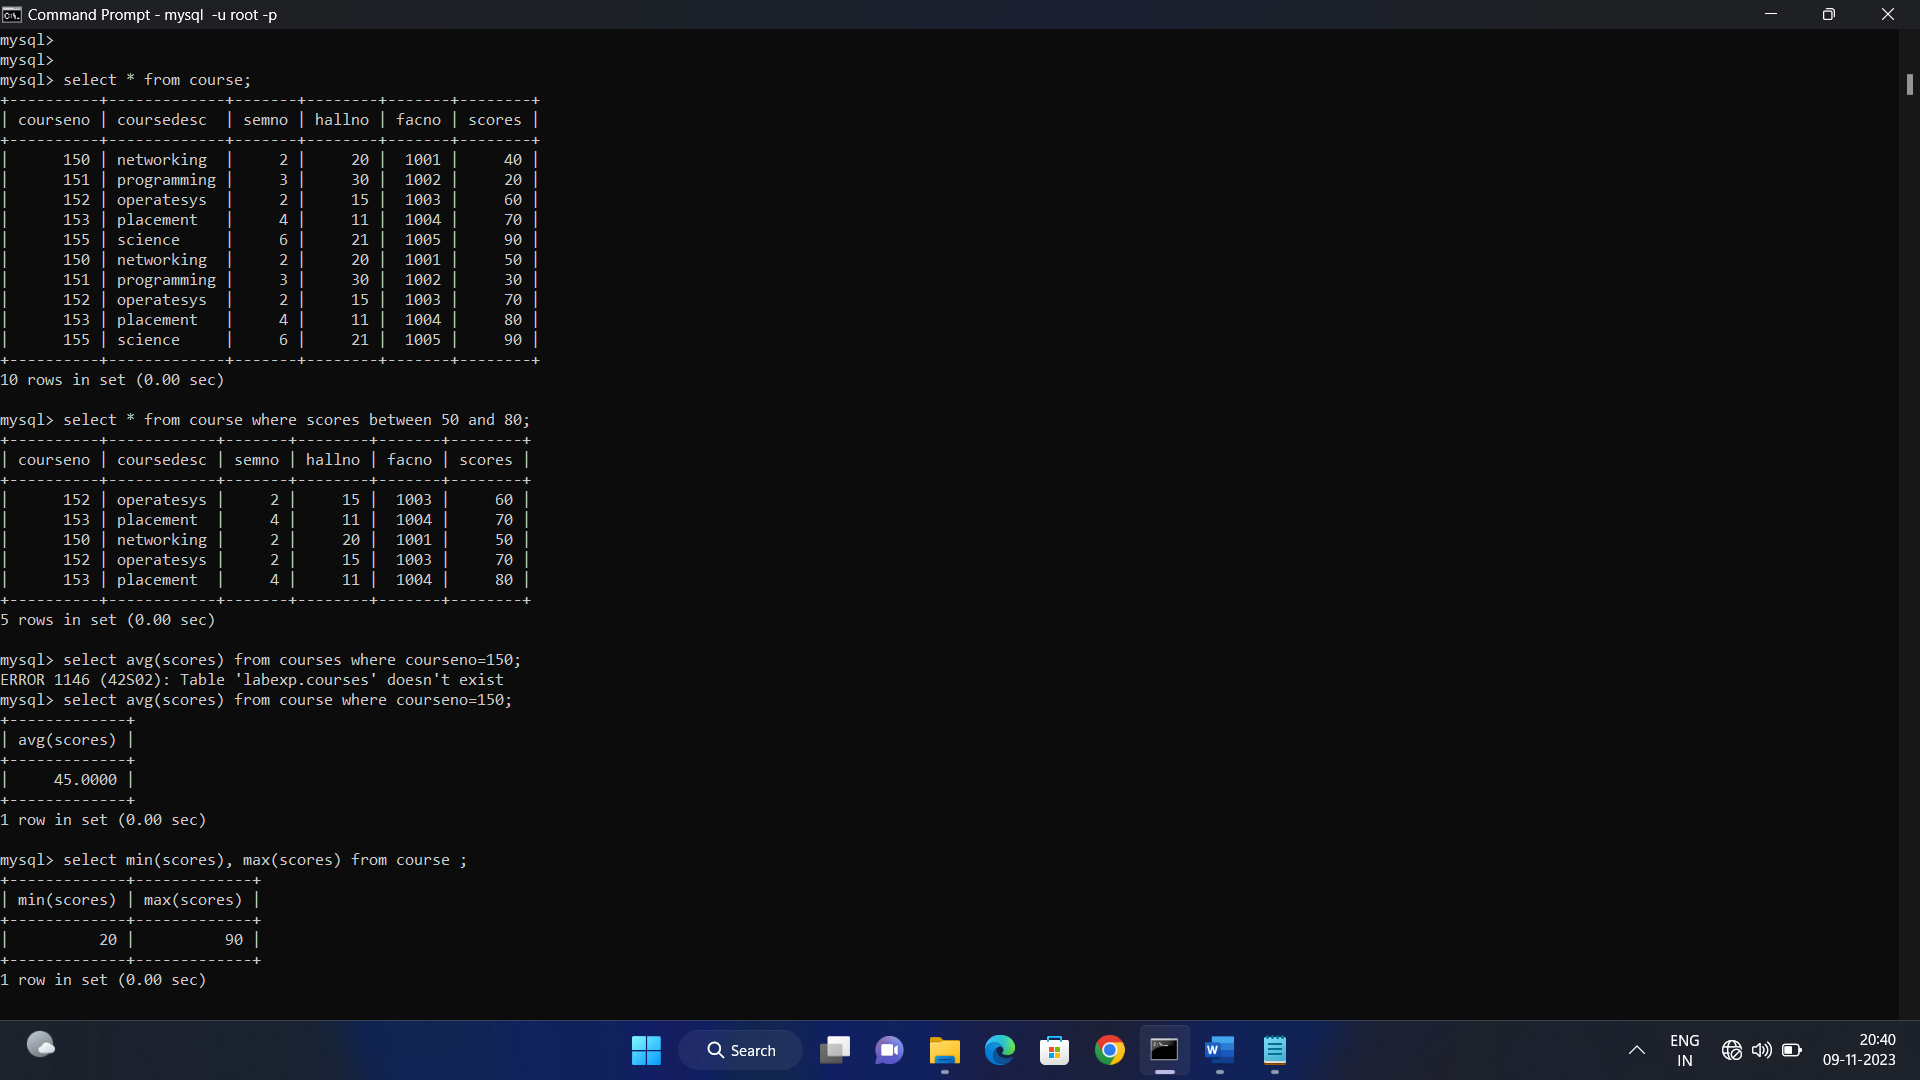 Command Prompt - mysql  -u root -p
mysql>
mysql>
mysql> select * from course;
+----------+-------------+-------+--------+-------+--------+
| courseno | coursedesc  | semno | hallno | facno | scores |
+----------+-------------+-------+--------+-------+--------+
|      150 | networking  |     2 |     20 |  1001 |     40 |
|      151 | programming |     3 |     30 |  1002 |     20 |
|      152 | operatesys  |     2 |     15 |  1003 |     60 |
|      153 | placement   |     4 |     11 |  1004 |     70 |
|      155 | science     |     6 |     21 |  1005 |     90 |
|      150 | networking  |     2 |     20 |  1001 |     50 |
|      151 | programming |     3 |     30 |  1002 |     30 |
|      152 | operatesys  |     2 |     15 |  1003 |     70 |
|      153 | placement   |     4 |     11 |  1004 |     80 |
|      155 | science     |     6 |     21 |  1005 |     90 |
+----------+-------------+-------+--------+-------+--------+
10 rows in set (0.00 sec)
mysql> select * from course where scores between 50 and 80;
+----------+------------+-------+--------+-------+--------+
| courseno | coursedesc | semno | hallno | facno | scores |
+----------+------------+-------+--------+-------+--------+
|      152 | operatesys |     2 |     15 |  1003 |     60 |
|      153 | placement  |     4 |     11 |  1004 |     70 |
|      150 | networking |     2 |     20 |  1001 |     50 |
|      152 | operatesys |     2 |     15 |  1003 |     70 |
|      153 | placement  |     4 |     11 |  1004 |     80 |
+----------+------------+-------+--------+-------+--------+
5 rows in set (0.00 sec)
mysql> select avg(scores) from courses where courseno=150;
ERROR 1146 (42S02): Table 'labexp.courses' doesn't exist
mysql> select avg(scores) from course where courseno=150;
+-------------+
| avg(scores) |
+-------------+
|     45.0000 |
+-------------+
1 row in set (0.00 sec)
mysql> select min(scores), max(scores) from course ;
+-------------+-------------+
| min(scores) | max(scores) |
+-------------+-------------+
|          20 |          90 |
+-------------+-------------+
1 row in set (0.00 sec)
Search
ENG
IN
20:40
09-11-2023